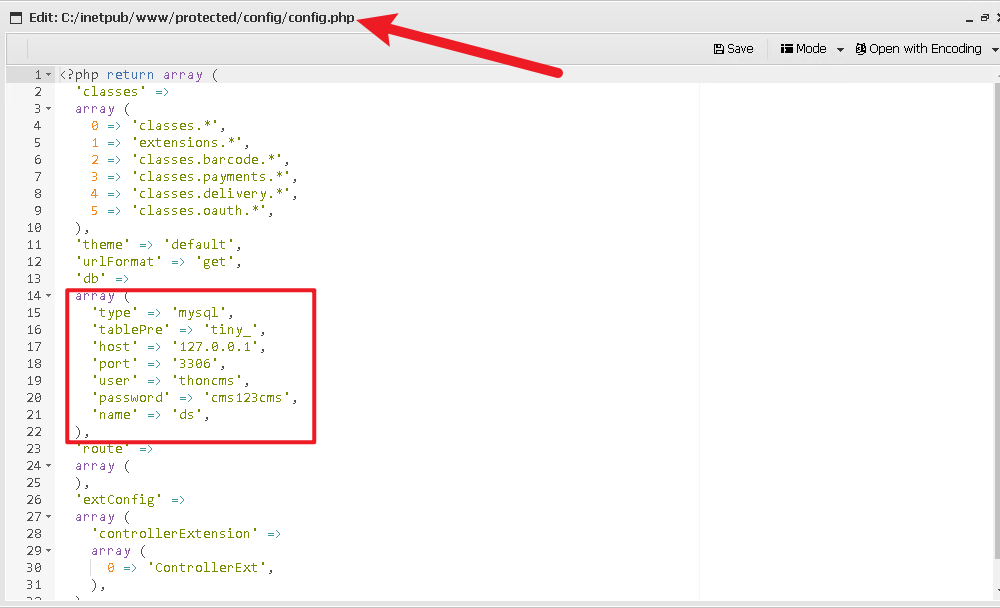 Edit: C:/inetpub/www/protected/config/config.php
Save Mode Open with Encoding
1 <?php return array (
2 'classes' =>
3 array (
4 0 => 'classes.*',
5 1 => 'extensions.*',
6 2 => 'classes.barcode.*',
7 3 => 'classes.payments.*',
8 4 => 'classes.delivery.*',
9 5 => 'classes.oauth.*',
10 ),
11 'theme' => 'default',
12 'urlFormat' => 'get',
13 'db' =>
14 array (
15 'type' => 'mysql',
16 'tablePre' => 'tiny_',
17 'host' => '127.0.0.1',
18 'port' => '3306',
19 'user' => 'thoncms',
20 'password' => 'cms123cms',
21 'name' => 'ds',
22 ),
23 'route' =>
24 array (
25 ),
26 'extConfig' =>
27 array (
28 'controllerExtension' =>
29 array (
30 0 => 'ControllerExt',
31 ),